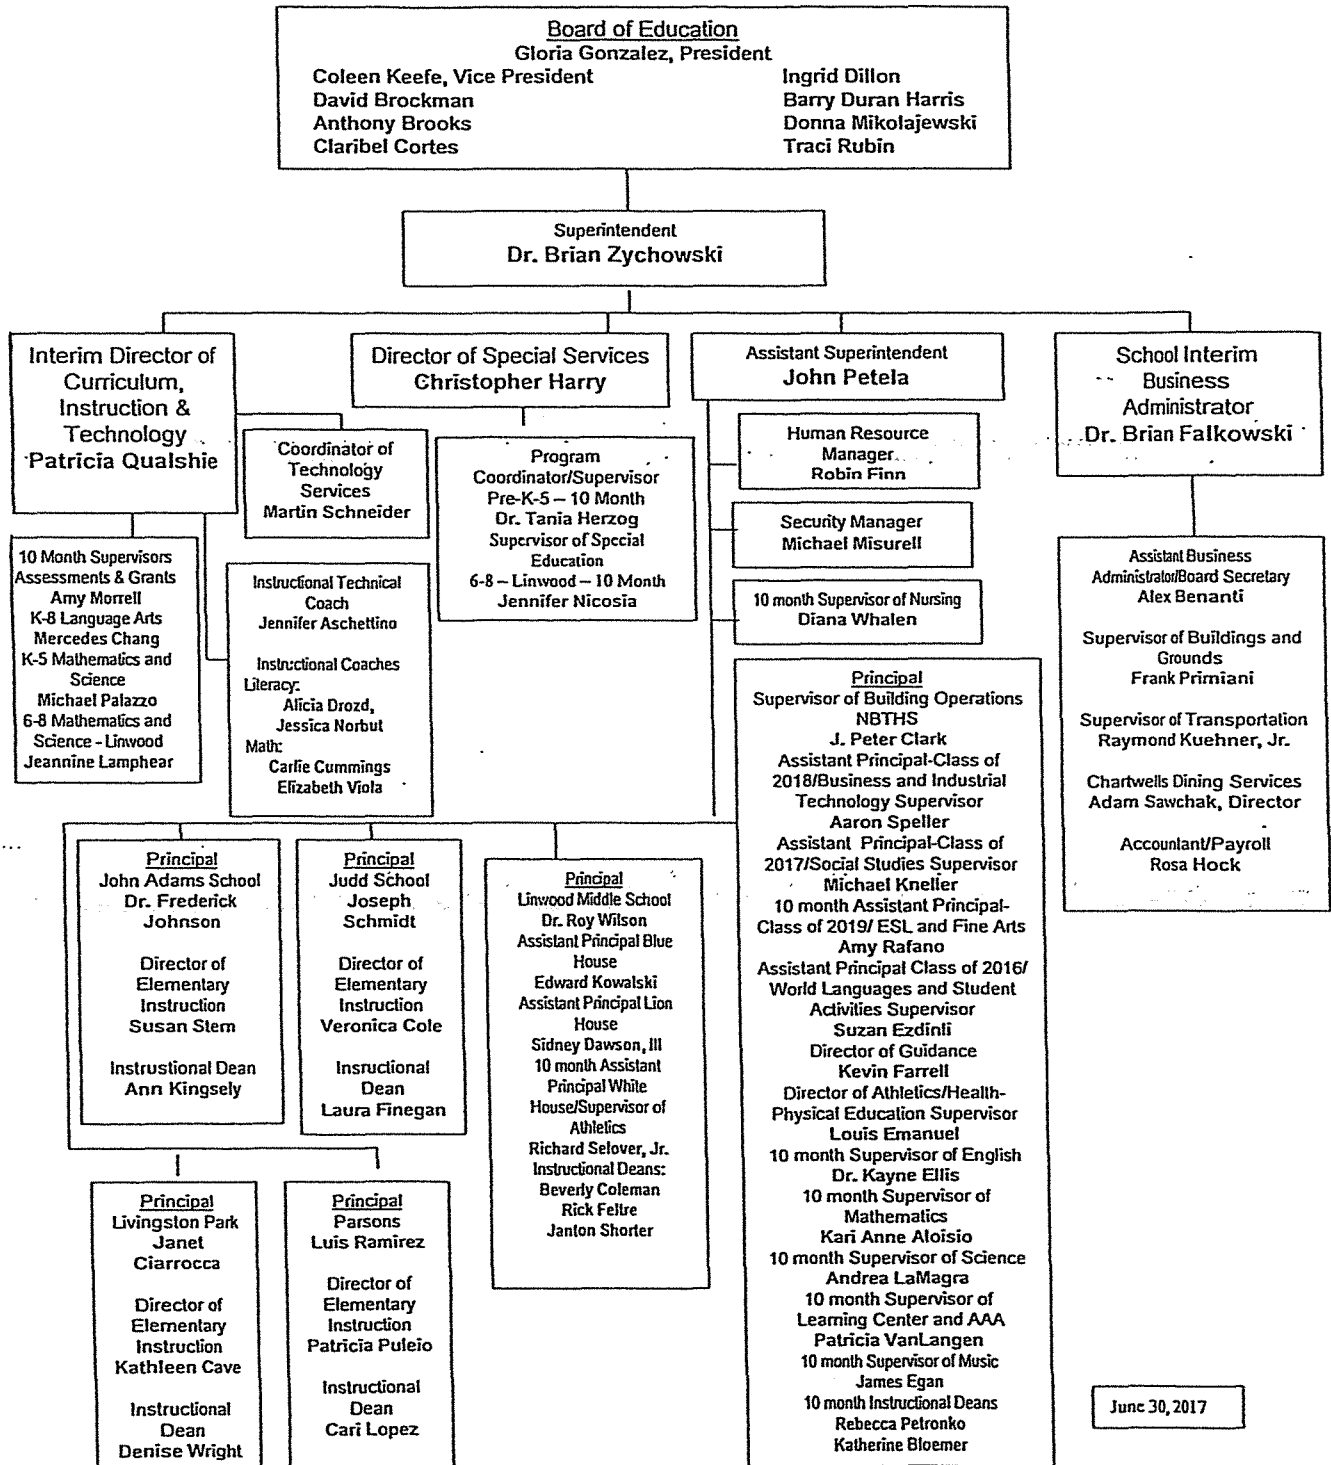 Board of Education
Gloria Gonzalez, President
Coleen Keefe, Vice President
David Brockman
Anthony Brooks
Claribel Cortes
Ingrid Dillon
Barry Duran Harris
Donna Mikolajewski
Traci Rubin
Superintendent
Dr. Brian Zychowski
Interim Director of
Curriculum,
Instruction &
Technology
Patricia Qualshie
Coordinator of
Technology
Services
Martin Schneider
10 Month Supervisors
Assessments & Grants
Amy Morrell
K-8 Language Arts
Mercedes Chang
K-5 Mathematics and
Science
Michael Palazzo
6-8 Mathematics and
Science - Linwood
Jeannine Lamphear
Instructional Technical
Coach
Jennifer Aschettino
Instructional Coaches
Literacy:
Alicia Drozd,
Jessica Norbut
Math:
Carlie Cummings
Elizabeth Viola
Director of Special Services
Christopher Harry
Program
Coordinator/Supervisor
Pre-K-5 – 10 Month
Dr. Tania Herzog
Supervisor of Special
Education
6-8 – Linwood – 10 Month
Jennifer Nicosia
Assistant Superintendent
John Petela
Human Resource
Manager
Robin Finn
Security Manager
Michael Misurell
10 month Supervisor of Nursing
Diana Whalen
School Interim
Business
Administrator
Dr. Brian Falkowski
Assistant Business
Administrator/Board Secretary
Alex Benanti
Supervisor of Buildings and
Grounds
Frank Primiani
Supervisor of Transportation
Raymond Kuehner, Jr.
Chartwells Dining Services
Adam Sawchak, Director
Accountant/Payroll
Rosa Hock
Principal
John Adams School
Dr. Frederick
Johnson
Director of
Elementary
Instruction
Susan Stern
Instrustional Dean
Ann Kingsely
Principal
Judd School
Joseph
Schmidt
Director of
Elementary
Instruction
Veronica Cole
Insructional
Dean
Laura Finegan
Principal
Linwood Middle School
Dr. Roy Wilson
Assistant Principal Blue
House
Edward Kowalski
Assistant Principal Lion
House
Sidney Dawson, III
10 month Assistant
Principal White
House/Supervisor of
Athletics
Richard Selover, Jr.
Instructional Deans:
Beverly Coleman
Rick Feltre
Janton Shorter
Principal
Supervisor of Building Operations
NBTHS
J. Peter Clark
Assistant Principal-Class of
2018/Business and Industrial
Technology Supervisor
Aaron Speller
Assistant Principal-Class of
2017/Social Studies Supervisor
Michael Kneller
10 month Assistant Principal-
Class of 2019/ ESL and Fine Arts
Amy Rafano
Assistant Principal Class of 2016/
World Languages and Student
Activities Supervisor
Suzan Ezdinli
Director of Guidance
Kevin Farrell
Director of Athletics/Health-
Physical Education Supervisor
Louis Emanuel
10 month Supervisor of English
Dr. Kayne Ellis
10 month Supervisor of
Mathematics
Kari Anne Aloisio
10 month Supervisor of Science
Andrea LaMagra
10 month Supervisor of
Learning Center and AAA
Patricia VanLangen
10 month Supervisor of Music
James Egan
10 month Instructional Deans
Rebecca Petronko
Katherine Bloemer
Principal
Livingston Park
Janet
Ciarrocca
Director of
Elementary
Instruction
Kathleen Cave
Instructional
Dean
Denise Wright
Principal
Parsons
Luis Ramirez
Director of
Elementary
Instruction
Patricia Puleio
Instructional
Dean
Cari Lopez
June 30, 2017